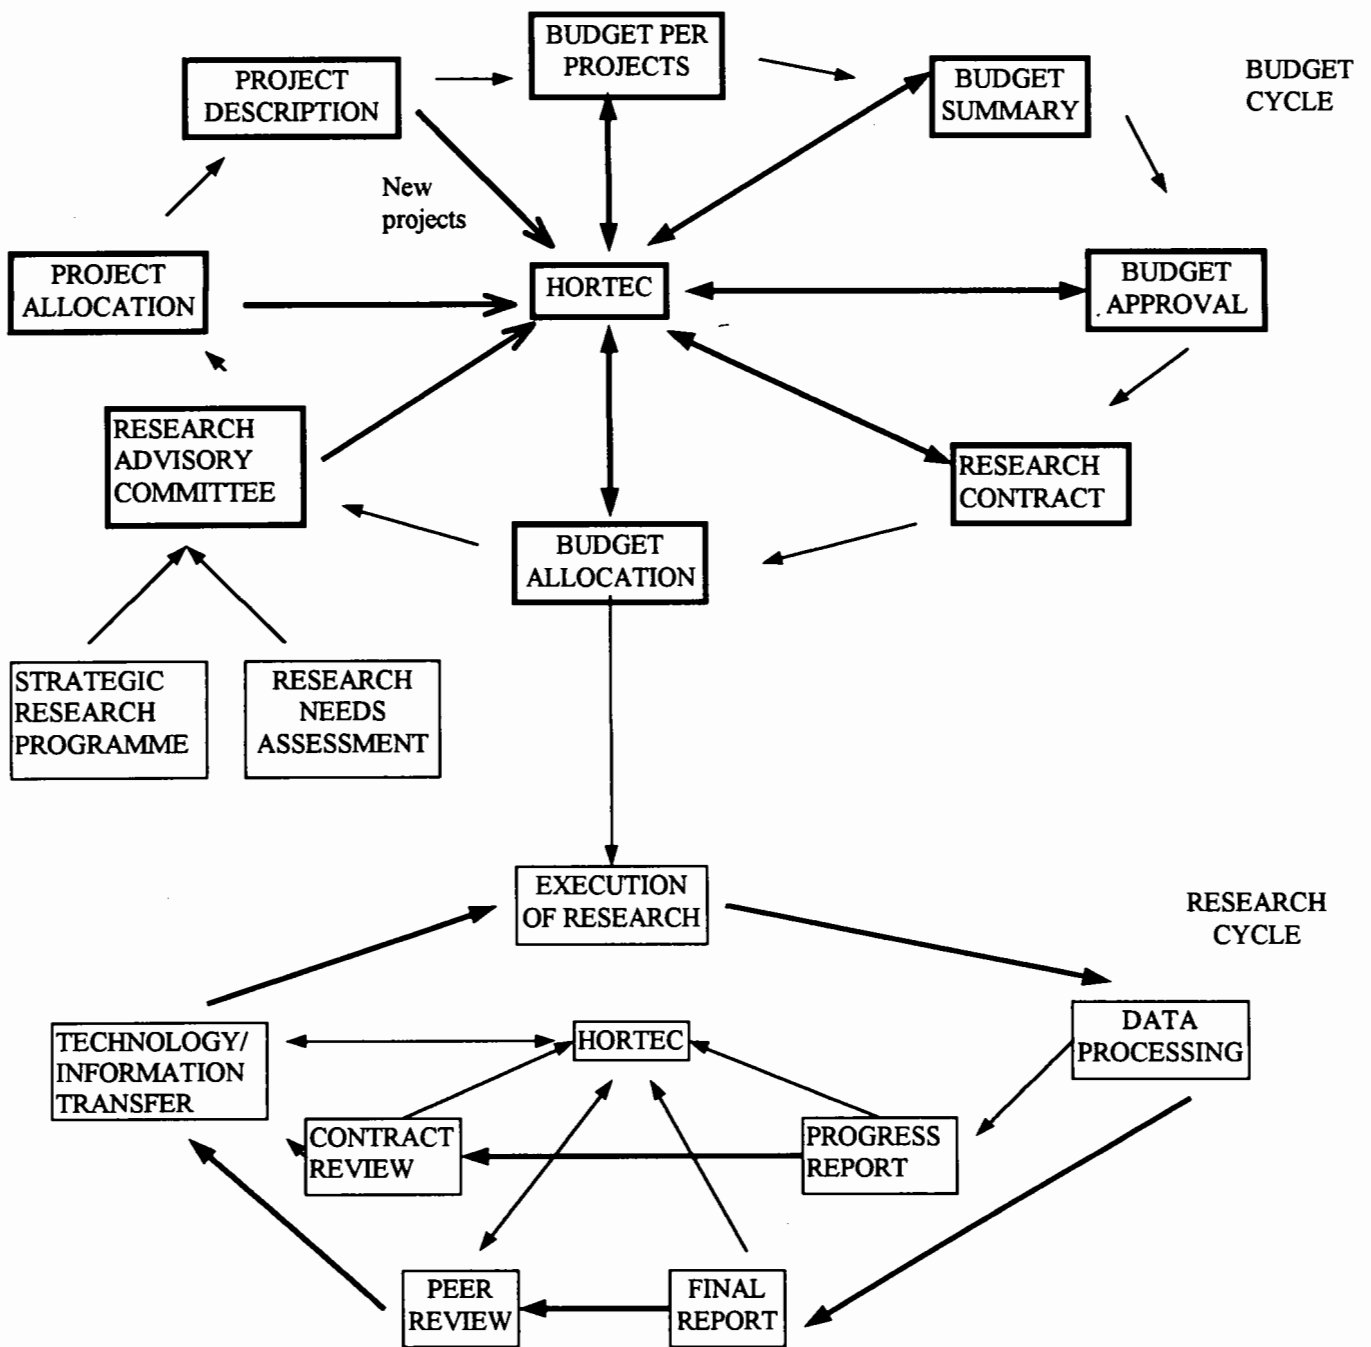 BUDGET PER
PROJECTS
PROJECT
DESCRIPTION
BUDGET
SUMMARY
BUDGET
CYCLE
New
projects
PROJECT
ALLOCATION
HORTEC
BUDGET
APPROVAL
RESEARCH
ADVISORY
COMMITTEE
RESEARCH
CONTRACT
BUDGET
ALLOCATION
STRATEGIC
RESEARCH
PROGRAMME
RESEARCH
NEEDS
ASSESSMENT
EXECUTION
OF RESEARCH
RESEARCH
CYCLE
TECHNOLOGY/
INFORMATION
TRANSFER
HORTEC
DATA
PROCESSING
CONTRACT
REVIEW
PROGRESS
REPORT
PEER
REVIEW
FINAL
REPORT